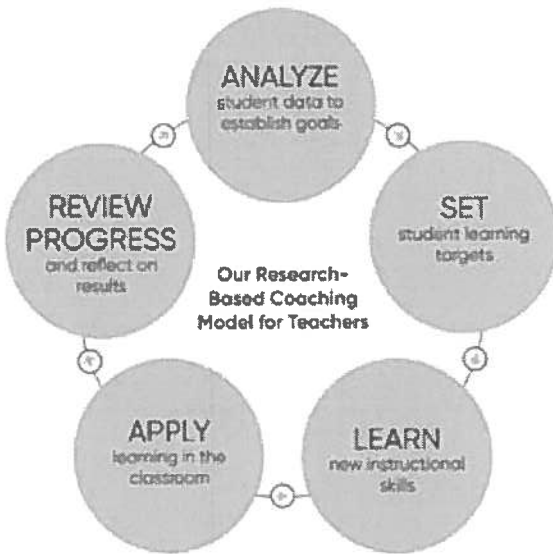 ANALYZE
student data to
establish goals
SET
student learning
targets
LEARN
new instructional
skills
APPLY
learning in the
classroom
REVIEW
PROGRESS
and reflect on
results
Our Research-
Based Coaching
Model for Teachers